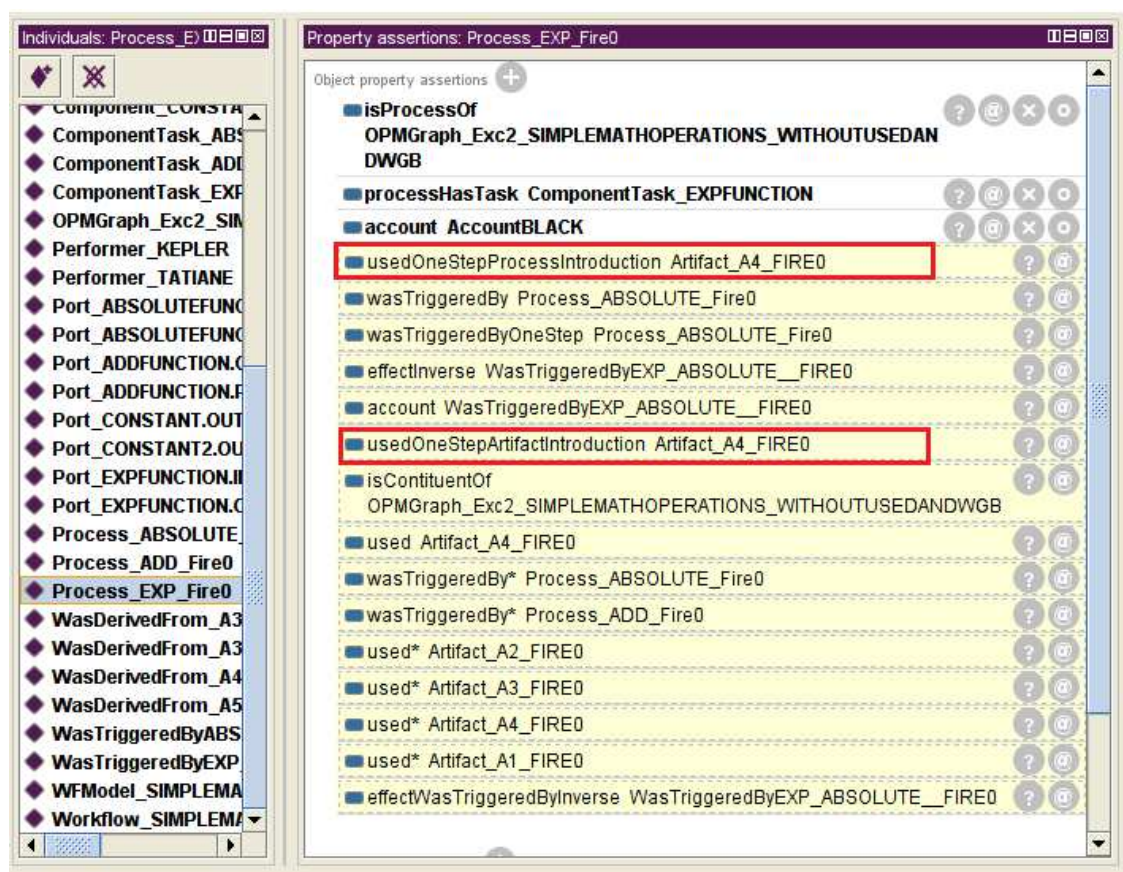 Individuals: Process_E)
Component_CONSTA
ComponentTask_ABS
ComponentTask_ADD
ComponentTask_EXP
OPMGraph_Exc2_SIM
Performer_KEPLER
Performer_TATIANE
Port_ABSOLUTEFUNC
Port_ABSOLUTEFUNC
Port_ADDFUNCTION.O
Port_ADDFUNCTION.P
Port_CONSTANT.OUT
Port_CONSTANT2.OU
Port_EXPFUNCTION.II
Port_EXPFUNCTION.O
Process_ABSOLUTE_
Process_ADD_Fire0
Process_EXP_Fire0
WasDerivedFrom_A3
WasDerivedFrom_A3
WasDerivedFrom_A4
WasDerivedFrom_A5
WasTriggeredByABS
WasTriggeredByEXP_
WFModel_SIMPLEMA
Workflow_SIMPLEMA
Property assertions: Process_EXP_Fire0
Object property assertions
isProcessOf
OPMGraph_Exc2_SIMPLEMATHOPERATIONS_WITHOUTUSEDAN
DWGB
processHasTask ComponentTask_EXPFUNCTION
account AccountBLACK
usedOneStepProcessIntroduction Artifact_A4_FIRE0
wasTriggeredBy Process_ABSOLUTE_Fire0
wasTriggeredByOneStep Process_ABSOLUTE_Fire0
effectInverse WasTriggeredByEXP_ABSOLUTE__FIRE0
account WasTriggeredByEXP_ABSOLUTE__FIRE0
usedOneStepArtifactIntroduction Artifact_A4_FIRE0
isContituentOf
OPMGraph_Exc2_SIMPLEMATHOPERATIONS_WITHOUTUSEDANDWGB
used Artifact_A4_FIRE0
wasTriggeredBy* Process_ABSOLUTE_Fire0
wasTriggeredBy* Process_ADD_Fire0
used* Artifact_A2_FIRE0
used* Artifact_A3_FIRE0
used* Artifact_A4_FIRE0
used* Artifact_A1_FIRE0
effectWasTriggeredByInverse WasTriggeredByEXP_ABSOLUTE__FIRE0